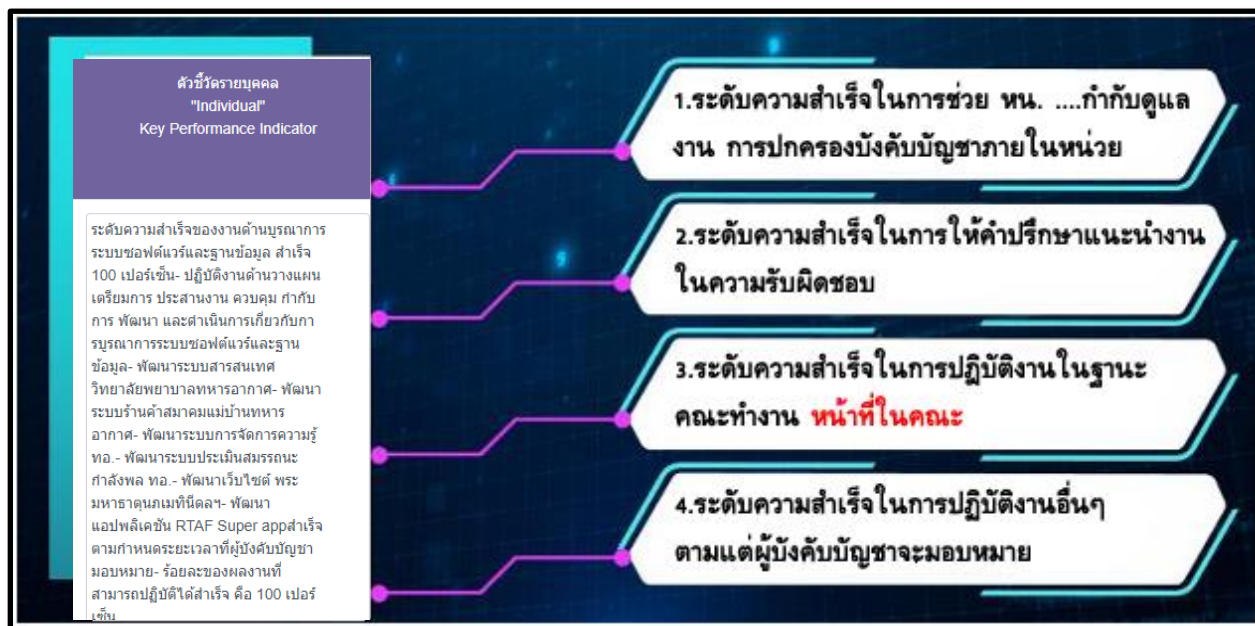 ตัวชี้วัดรายบุคคล
"Individual"
Key Performance Indicator
ระดับความสำเร็จของงานด้านบูรณาการ
ระบบซอฟต์แวร์และฐานข้อมูล สำเร็จ
100 เปอร์เซ็น- ปฏิบัติงานด้านวางแผน
เตรียมการ ประสานงาน ควบคุม กำกับ
การ พัฒนา และดำเนินการเกี่ยวกับกา
รบูรณาการระบบซอฟต์แวร์และฐาน
ข้อมูล- พัฒนาระบบสารสนเทศ
วิทยาลัยพยาบาลทหารอากาศ- พัฒนา
ระบบร้านค้าสมาคมแม่บ้านทหาร
อากาศ- พัฒนาระบบการจัดการความรู้
ทอ.- พัฒนาระบบประเมินสมรรถนะ
กำลังพล ทอ.- พัฒนาเว็บไซต์ พระ
มหาธาตุนภเมทินีดลฯ- พัฒนา
แอปพลิเคชัน RTAF Super appสำเร็จ
ตามกำหนดระยะเวลาที่ผู้บังคับบัญชา
มอบหมาย- ร้อยละของผลงานที่
สามารถปฏิบัติได้สำเร็จ คือ 100 เปอร์
เซ็น
1.ระดับความสำเร็จในการช่วย หน. ....กำกับดูแล
งาน การปกครองบังคับบัญชาภายในหน่วย
2.ระดับความสำเร็จในการให้คำปรึกษาแนะนำงาน
ในความรับผิดชอบ
3.ระดับความสำเร็จในการปฏิบัติงานในฐานะ
คณะทำงาน หน้าที่ในคณะ
4.ระดับความสำเร็จในการปฏิบัติงานอื่นๆ
ตามแต่ผู้บังคับบัญชาจะมอบหมาย